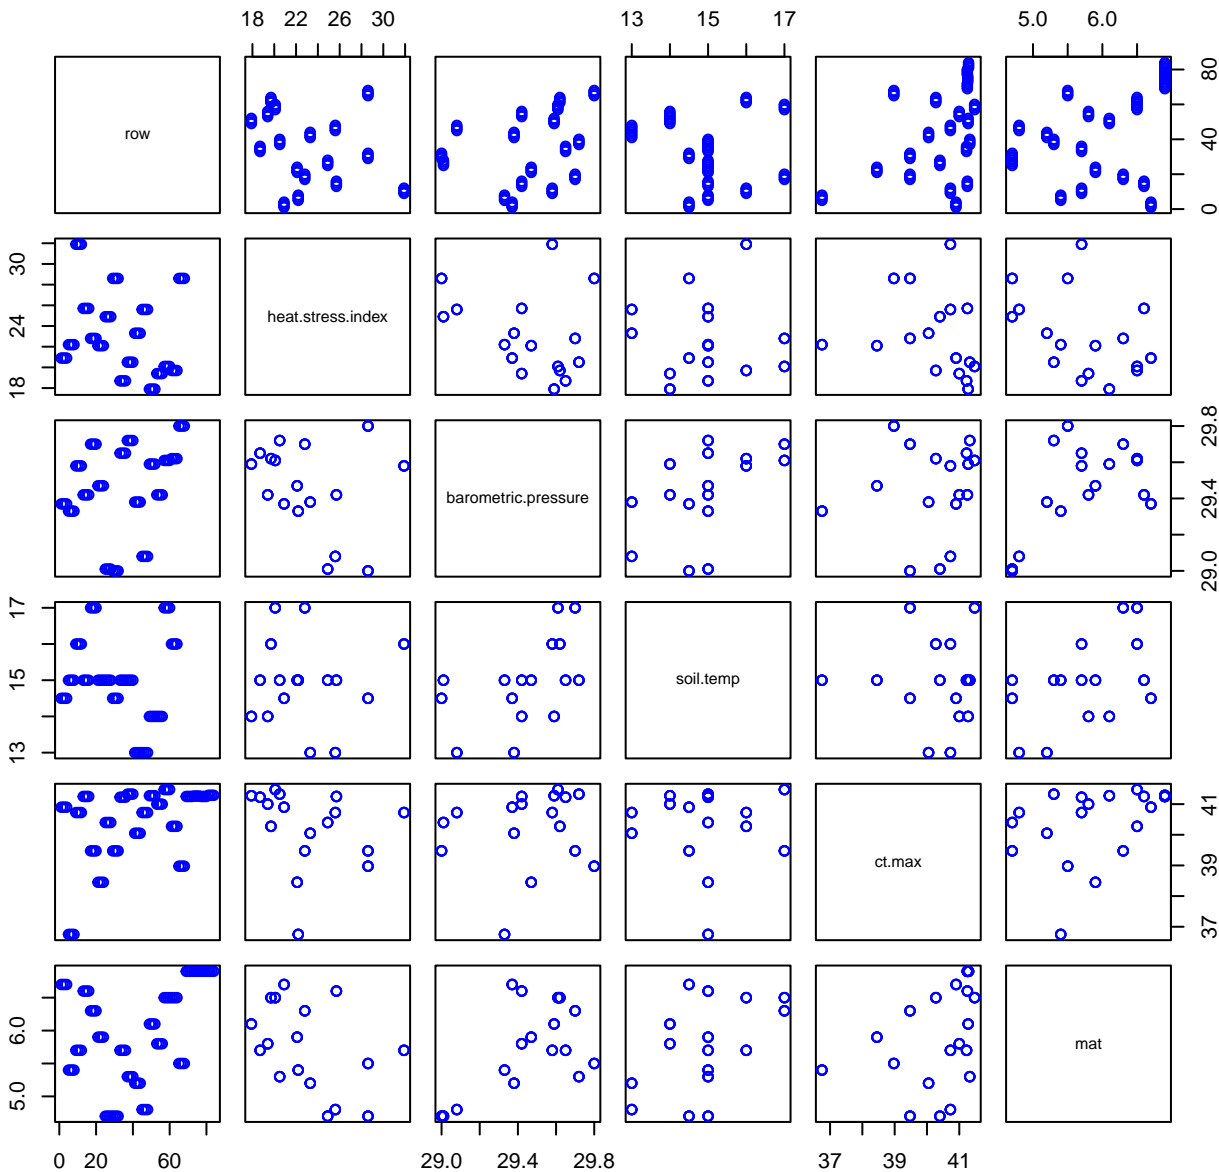 18 22 26 30 13 15 17 5.0 6.0
row
0 40 80
18 24 30
heat.stress.index
barometric.pressure
29.0 29.4 29.8
13 15 17
soil.temp
ct.max
37 39 41
5.0 6.0
mat
0 20 60 29.0 29.4 29.8 37 39 41